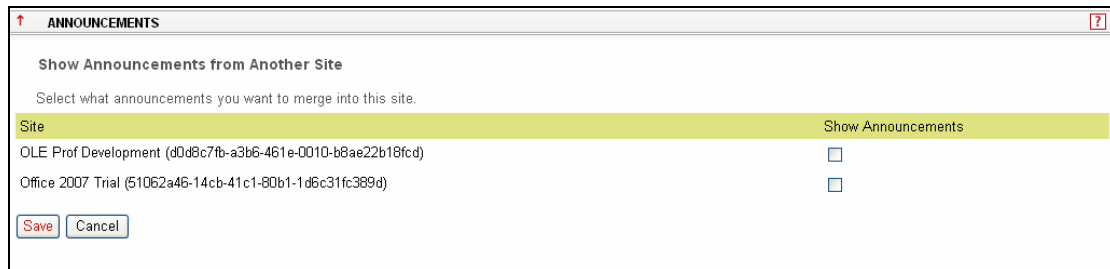 ↑ ANNOUNCEMENTS ?
Show Announcements from Another Site
Select what announcements you want to merge into this site.
Site Show Announcements
OLE Prof Development (d0d8c7fb-a3b6-461e-0010-b8ae22b18fcd)
Office 2007 Trial (51062a46-14cb-41c1-80b1-1d6c31fc389d)
Save Cancel